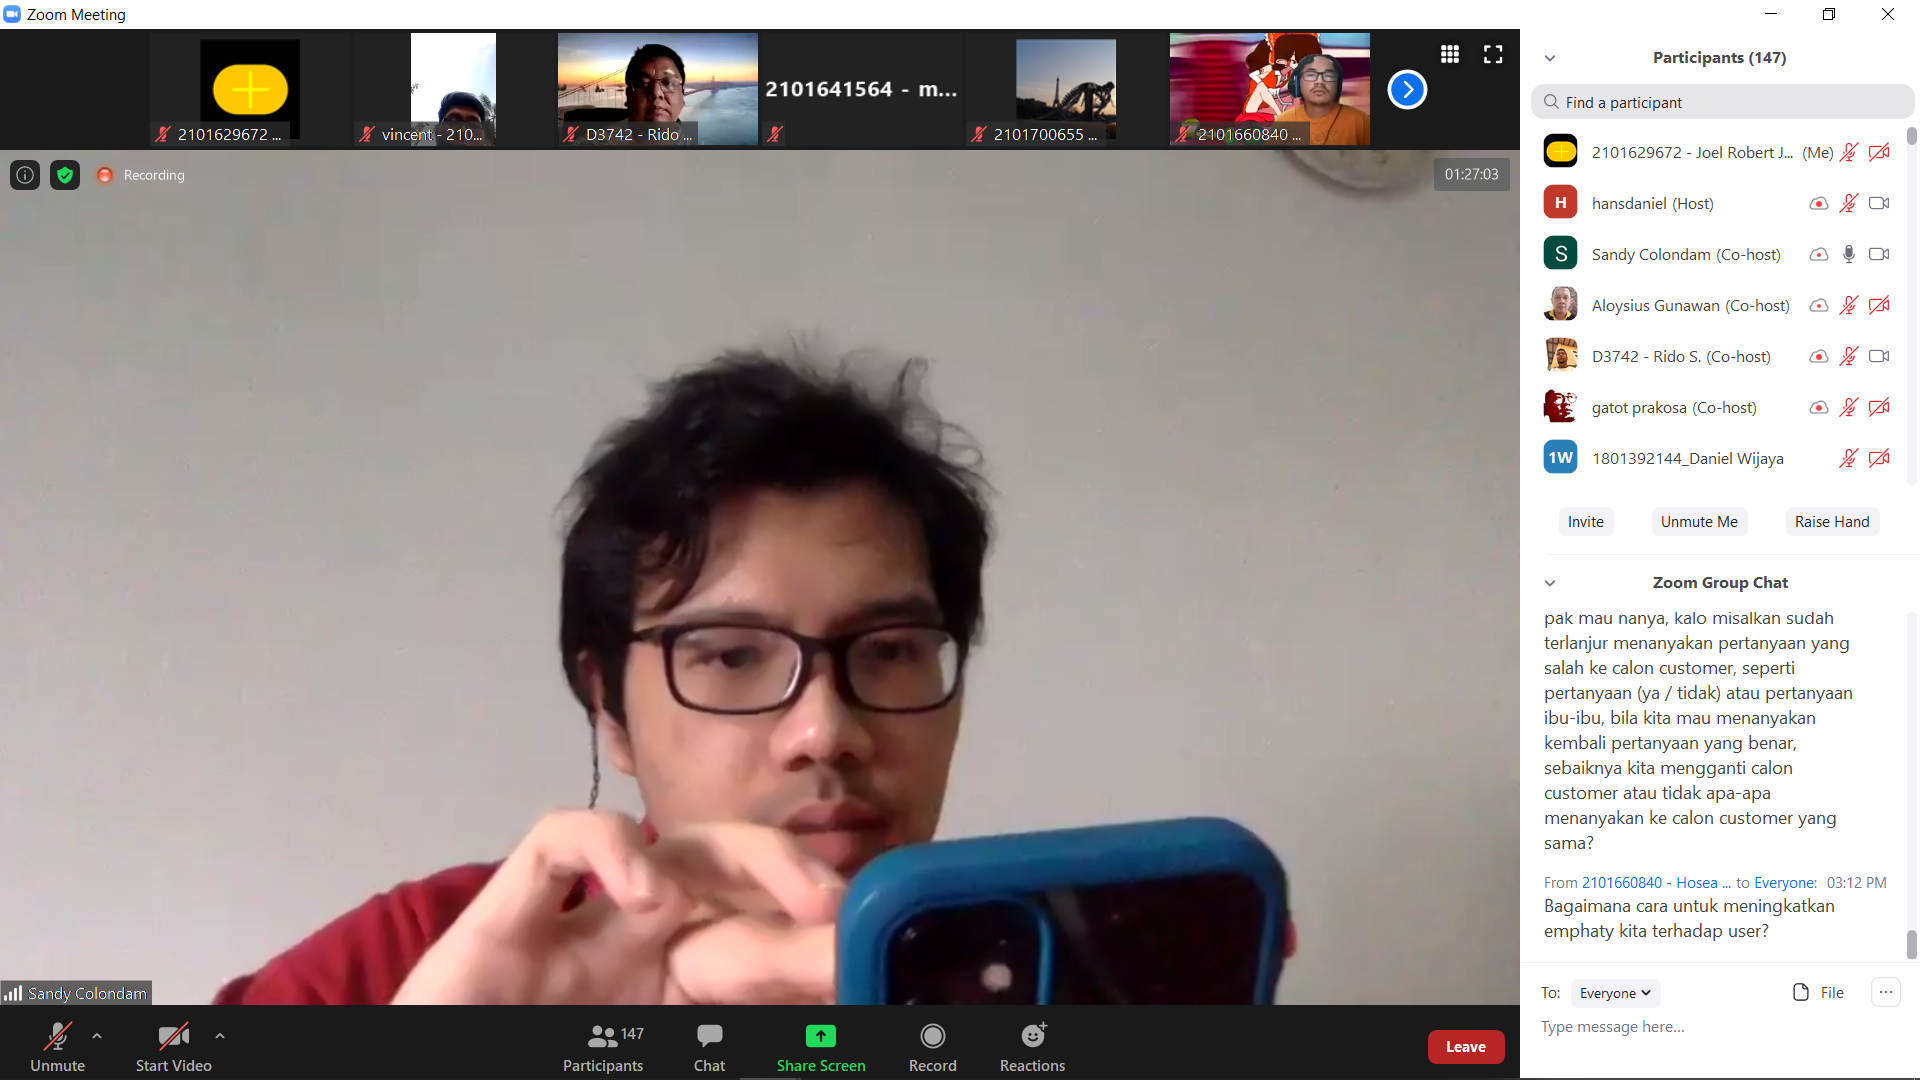 Zoom Meeting
2101629672 ...
vincent - 210...
D3742 - Rido ...
2101641564 - m...
2101700655 ...
2101660840 ...
Recording
01:27:03
Sandy Colondam
Unmute
Start Video
147
Participants
Chat
Share Screen
Record
Reactions
Leave
Participants (147)
Find a participant
2101629672 - Joel Robert J... (Me)
H hansdaniel (Host)
S Sandy Colondam (Co-host)
Aloysius Gunawan (Co-host)
D3742 - Rido S. (Co-host)
gatot prakosa (Co-host)
1W 1801392144_Daniel Wijaya
Invite Unmute Me Raise Hand
Zoom Group Chat
pak mau nanya, kalo misalkan sudah
terlanjur menanyakan pertanyaan yang
salah ke calon customer, seperti
pertanyaan (ya / tidak) atau pertanyaan
ibu-ibu, bila kita mau menanyakan
kembali pertanyaan yang benar,
sebaiknya kita mengganti calon
customer atau tidak apa-apa
menanyakan ke calon customer yang
sama?
From 2101660840 - Hosea ... to Everyone: 03:12 PM
Bagaimana cara untuk meningkatkan
emphaty kita terhadap user?
To: Everyone File ...
Type message here...